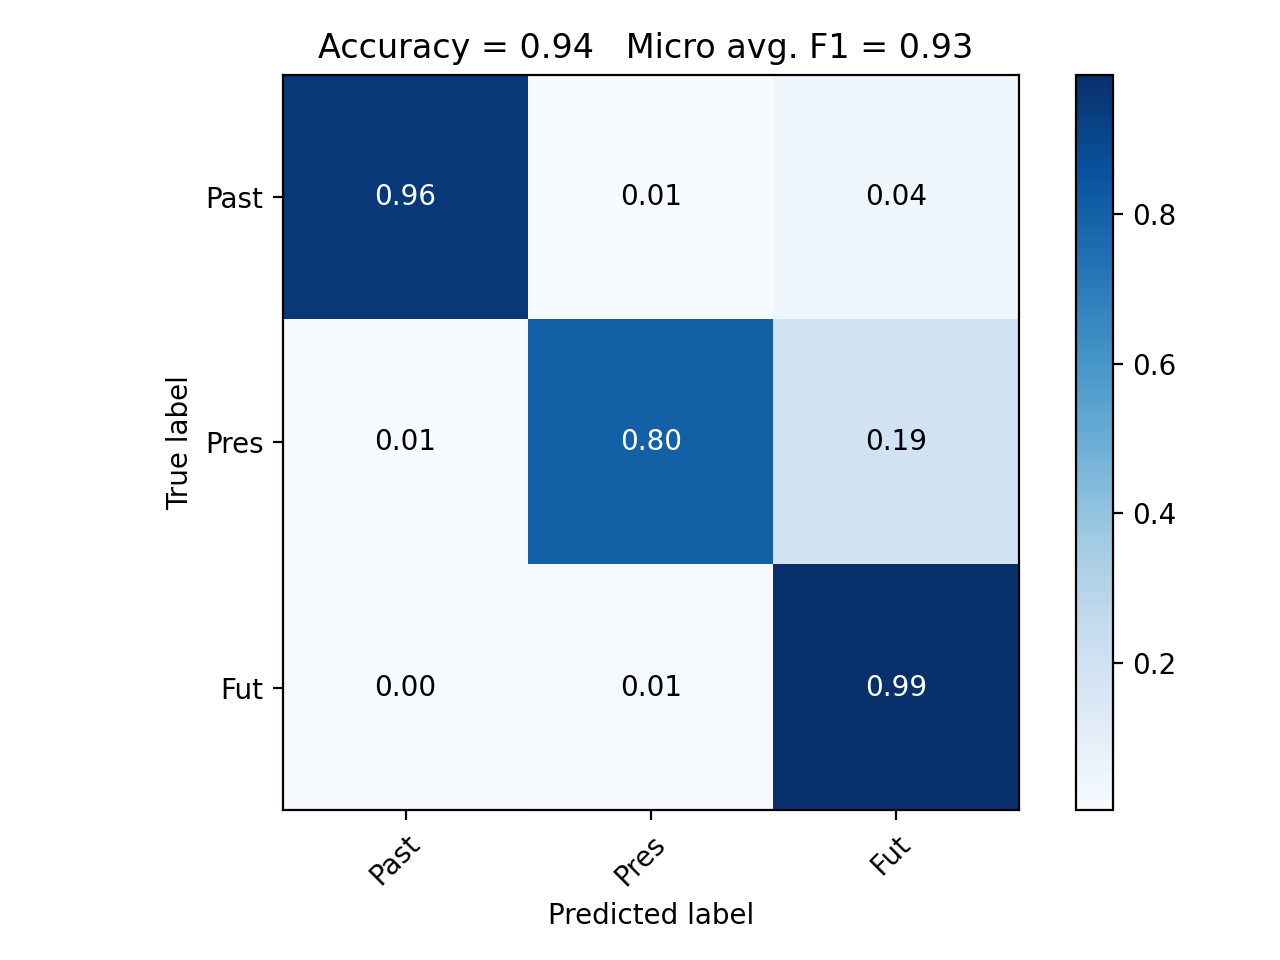 Accuracy = 0.94   Micro avg. F1 = 0.93
Past
0.96
0.01
0.04
Pres
0.01
0.80
0.19
Fut
0.00
0.01
0.99
True label
Past
Pres
Fut
Predicted label
0.8
0.6
0.4
0.2